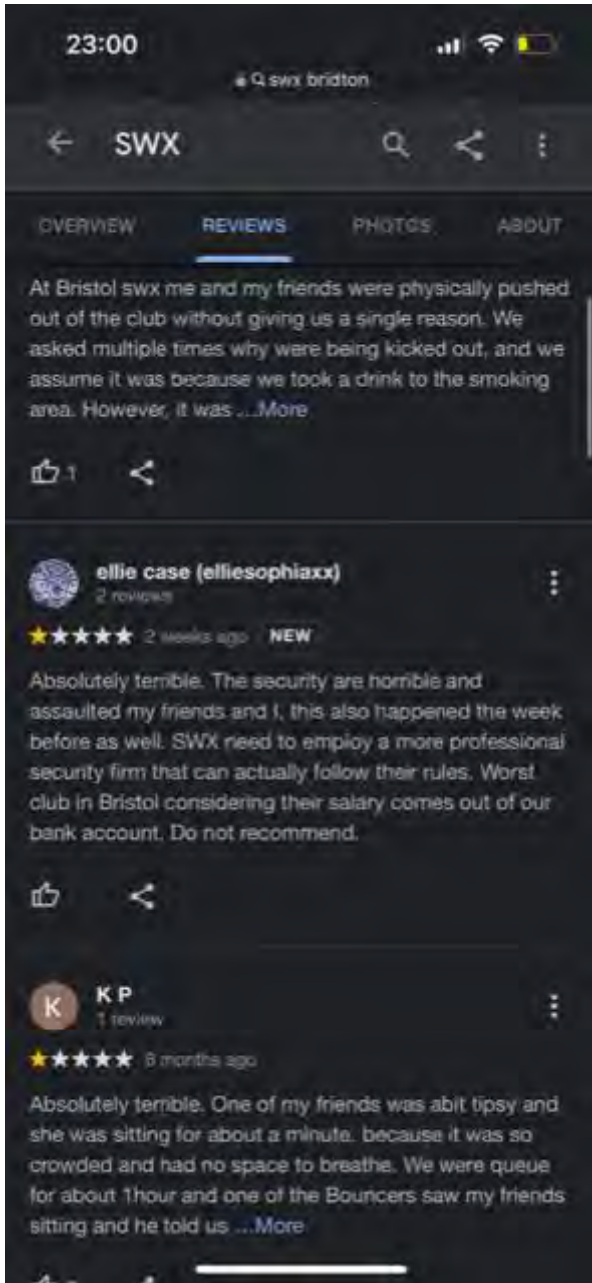 23:00
swx bridton
SWX
OVERVIEW REVIEWS PHOTOS ABOUT
At Bristol swx me and my friends were physically pushed
out of the club without giving us a single reason. We
asked multiple times why were being kicked out, and we
assume it was because we took a drink to the smoking
area. However, it was ...More
1
ellie case (elliesophiaxx)
2 reviews
2 weeks ago NEW
Absolutely terrible. The security are horrible and
assaulted my friends and I, this also happened the week
before as well. SWX need to employ a more professional
security firm that can actually follow their rules. Worst
club in Bristol considering their salary comes out of our
bank account. Do not recommend.
K
K P
1 review
8 months ago
Absolutely terrible. One of my friends was abit tipsy and
she was sitting for about a minute. because it was so
crowded and had no space to breathe. We were queue
for about 1hour and one of the Bouncers saw my friends
sitting and he told us ...More